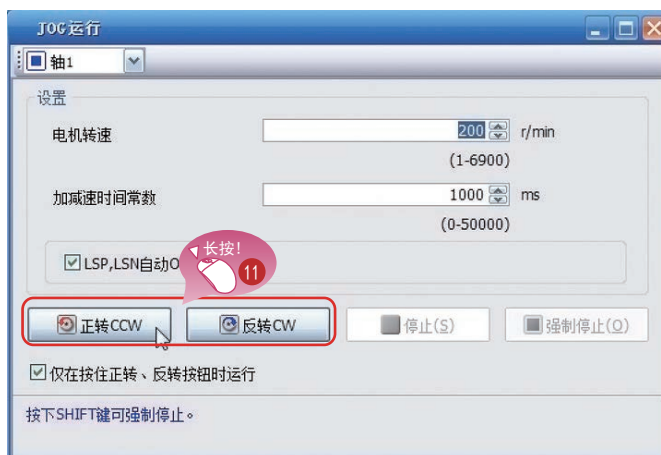 JOG运行
轴1
设置
电机转速 200 r/min
(1-6900)
加减速时间常数 1000 ms
(0-50000)
长按!
LSP,LSN自动O 11
正转CCW 反转CW 停止(S) 强制停止(O)
仅在按住正转、反转按钮时运行
按下SHIFT键可强制停止。